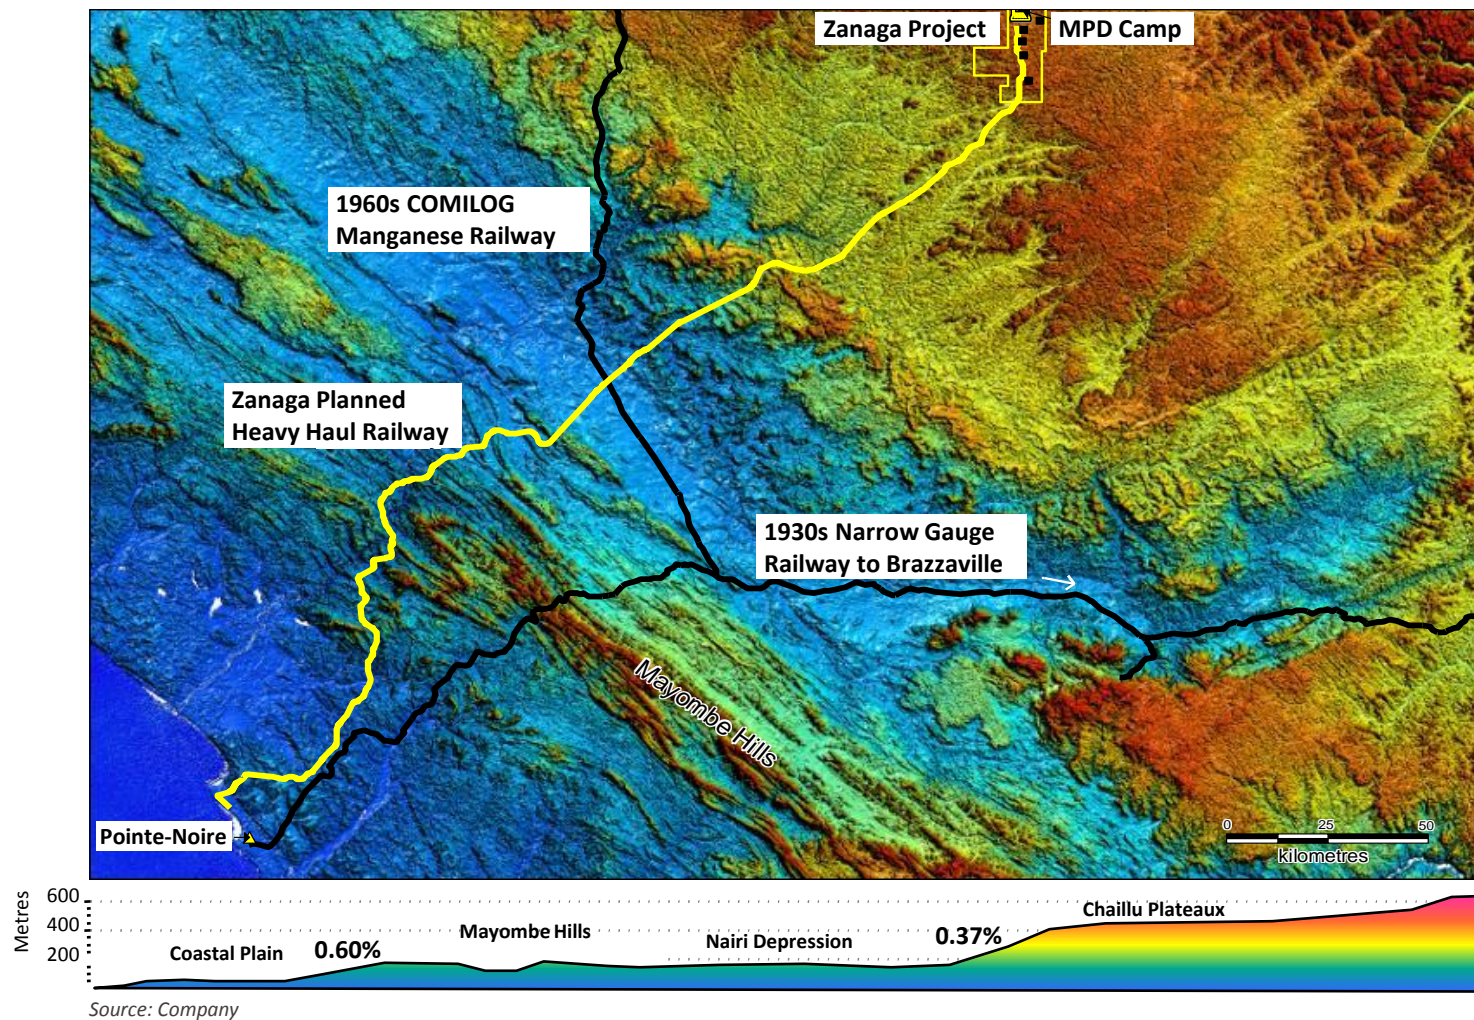 Zanaga Project
MPD Camp
1960s COMILOG
Manganese Railway
Zanaga Planned
Heavy Haul Railway
1930s Narrow Gauge
Railway to Brazzaville
Mayombe Hills
Pointe-Noire
0 25 50
kilometres
Metres
600
400
200
Coastal Plain
0.60%
Mayombe Hills
Nairi Depression
0.37%
Chaillu Plateaux
Source: Company